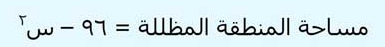 مساحة المنطقة المظللة = ٩٦ – س٢